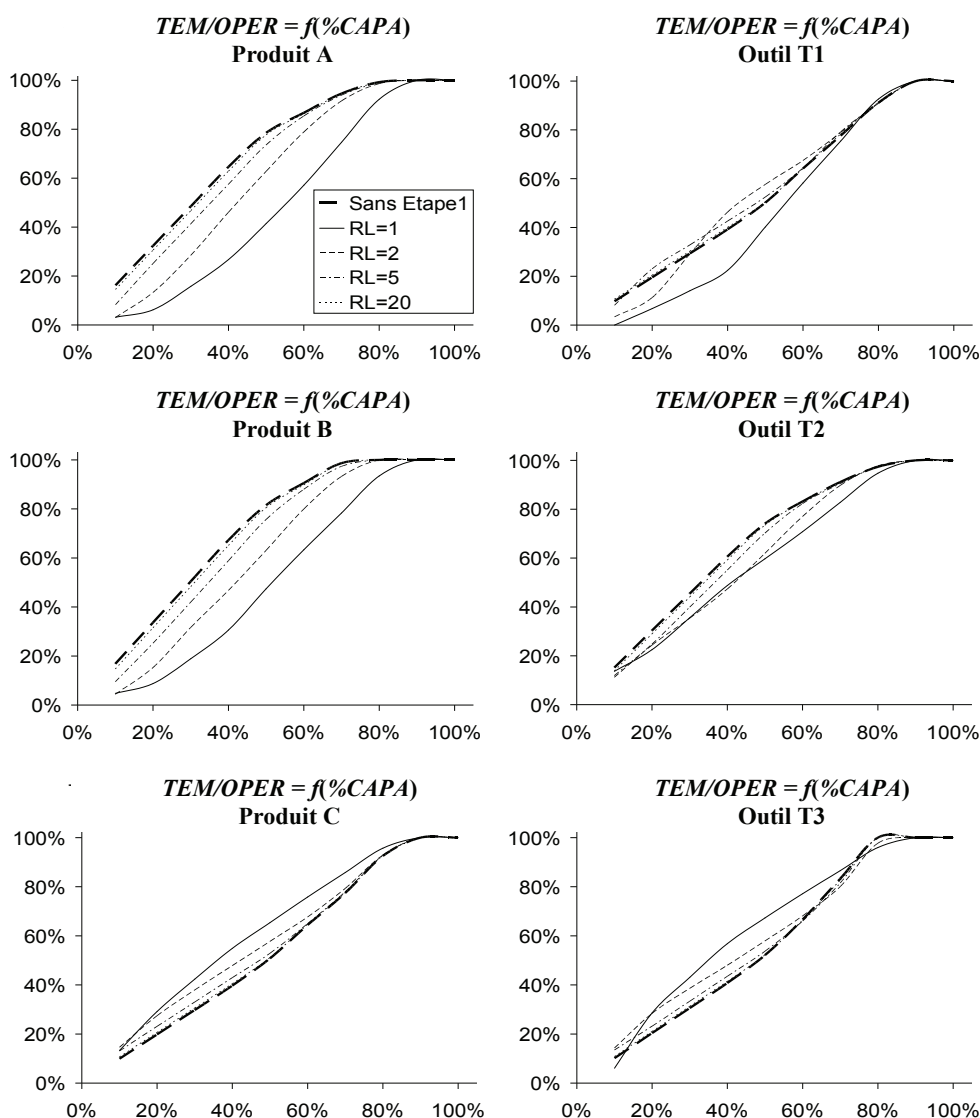 TEM/OPER = f(%CAPA)
Produit A
100%
80%
60%
40%
20%
0%
0% 20% 40% 60% 80% 100%
Sans Etape1
RL=1
RL=2
RL=5
RL=20
TEM/OPER = f(%CAPA)
Outil T1
100%
80%
60%
40%
20%
0%
0% 20% 40% 60% 80% 100%
TEM/OPER = f(%CAPA)
Produit B
100%
80%
60%
40%
20%
0%
0% 20% 40% 60% 80% 100%
TEM/OPER = f(%CAPA)
Outil T2
100%
80%
60%
40%
20%
0%
0% 20% 40% 60% 80% 100%
TEM/OPER = f(%CAPA)
Produit C
100%
80%
60%
40%
20%
0%
0% 20% 40% 60% 80% 100%
TEM/OPER = f(%CAPA)
Outil T3
100%
80%
60%
40%
20%
0%
0% 20% 40% 60% 80% 100%